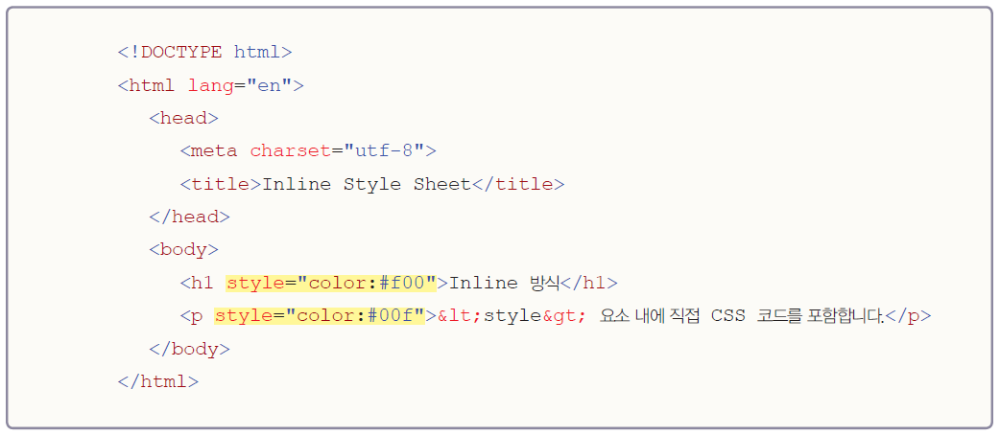 <!DOCTYPE html>
<html lang="en">
<head>
<meta charset="utf-8">
<title>Inline Style Sheet</title>
</head>
<body>
<h1 style="color:#f00">Inline 방식</h1>
<p style="color:#00f">&lt;style&gt; 요소 내에 직접 CSS 코드를 포함합니다.</p>
</body>
</html>